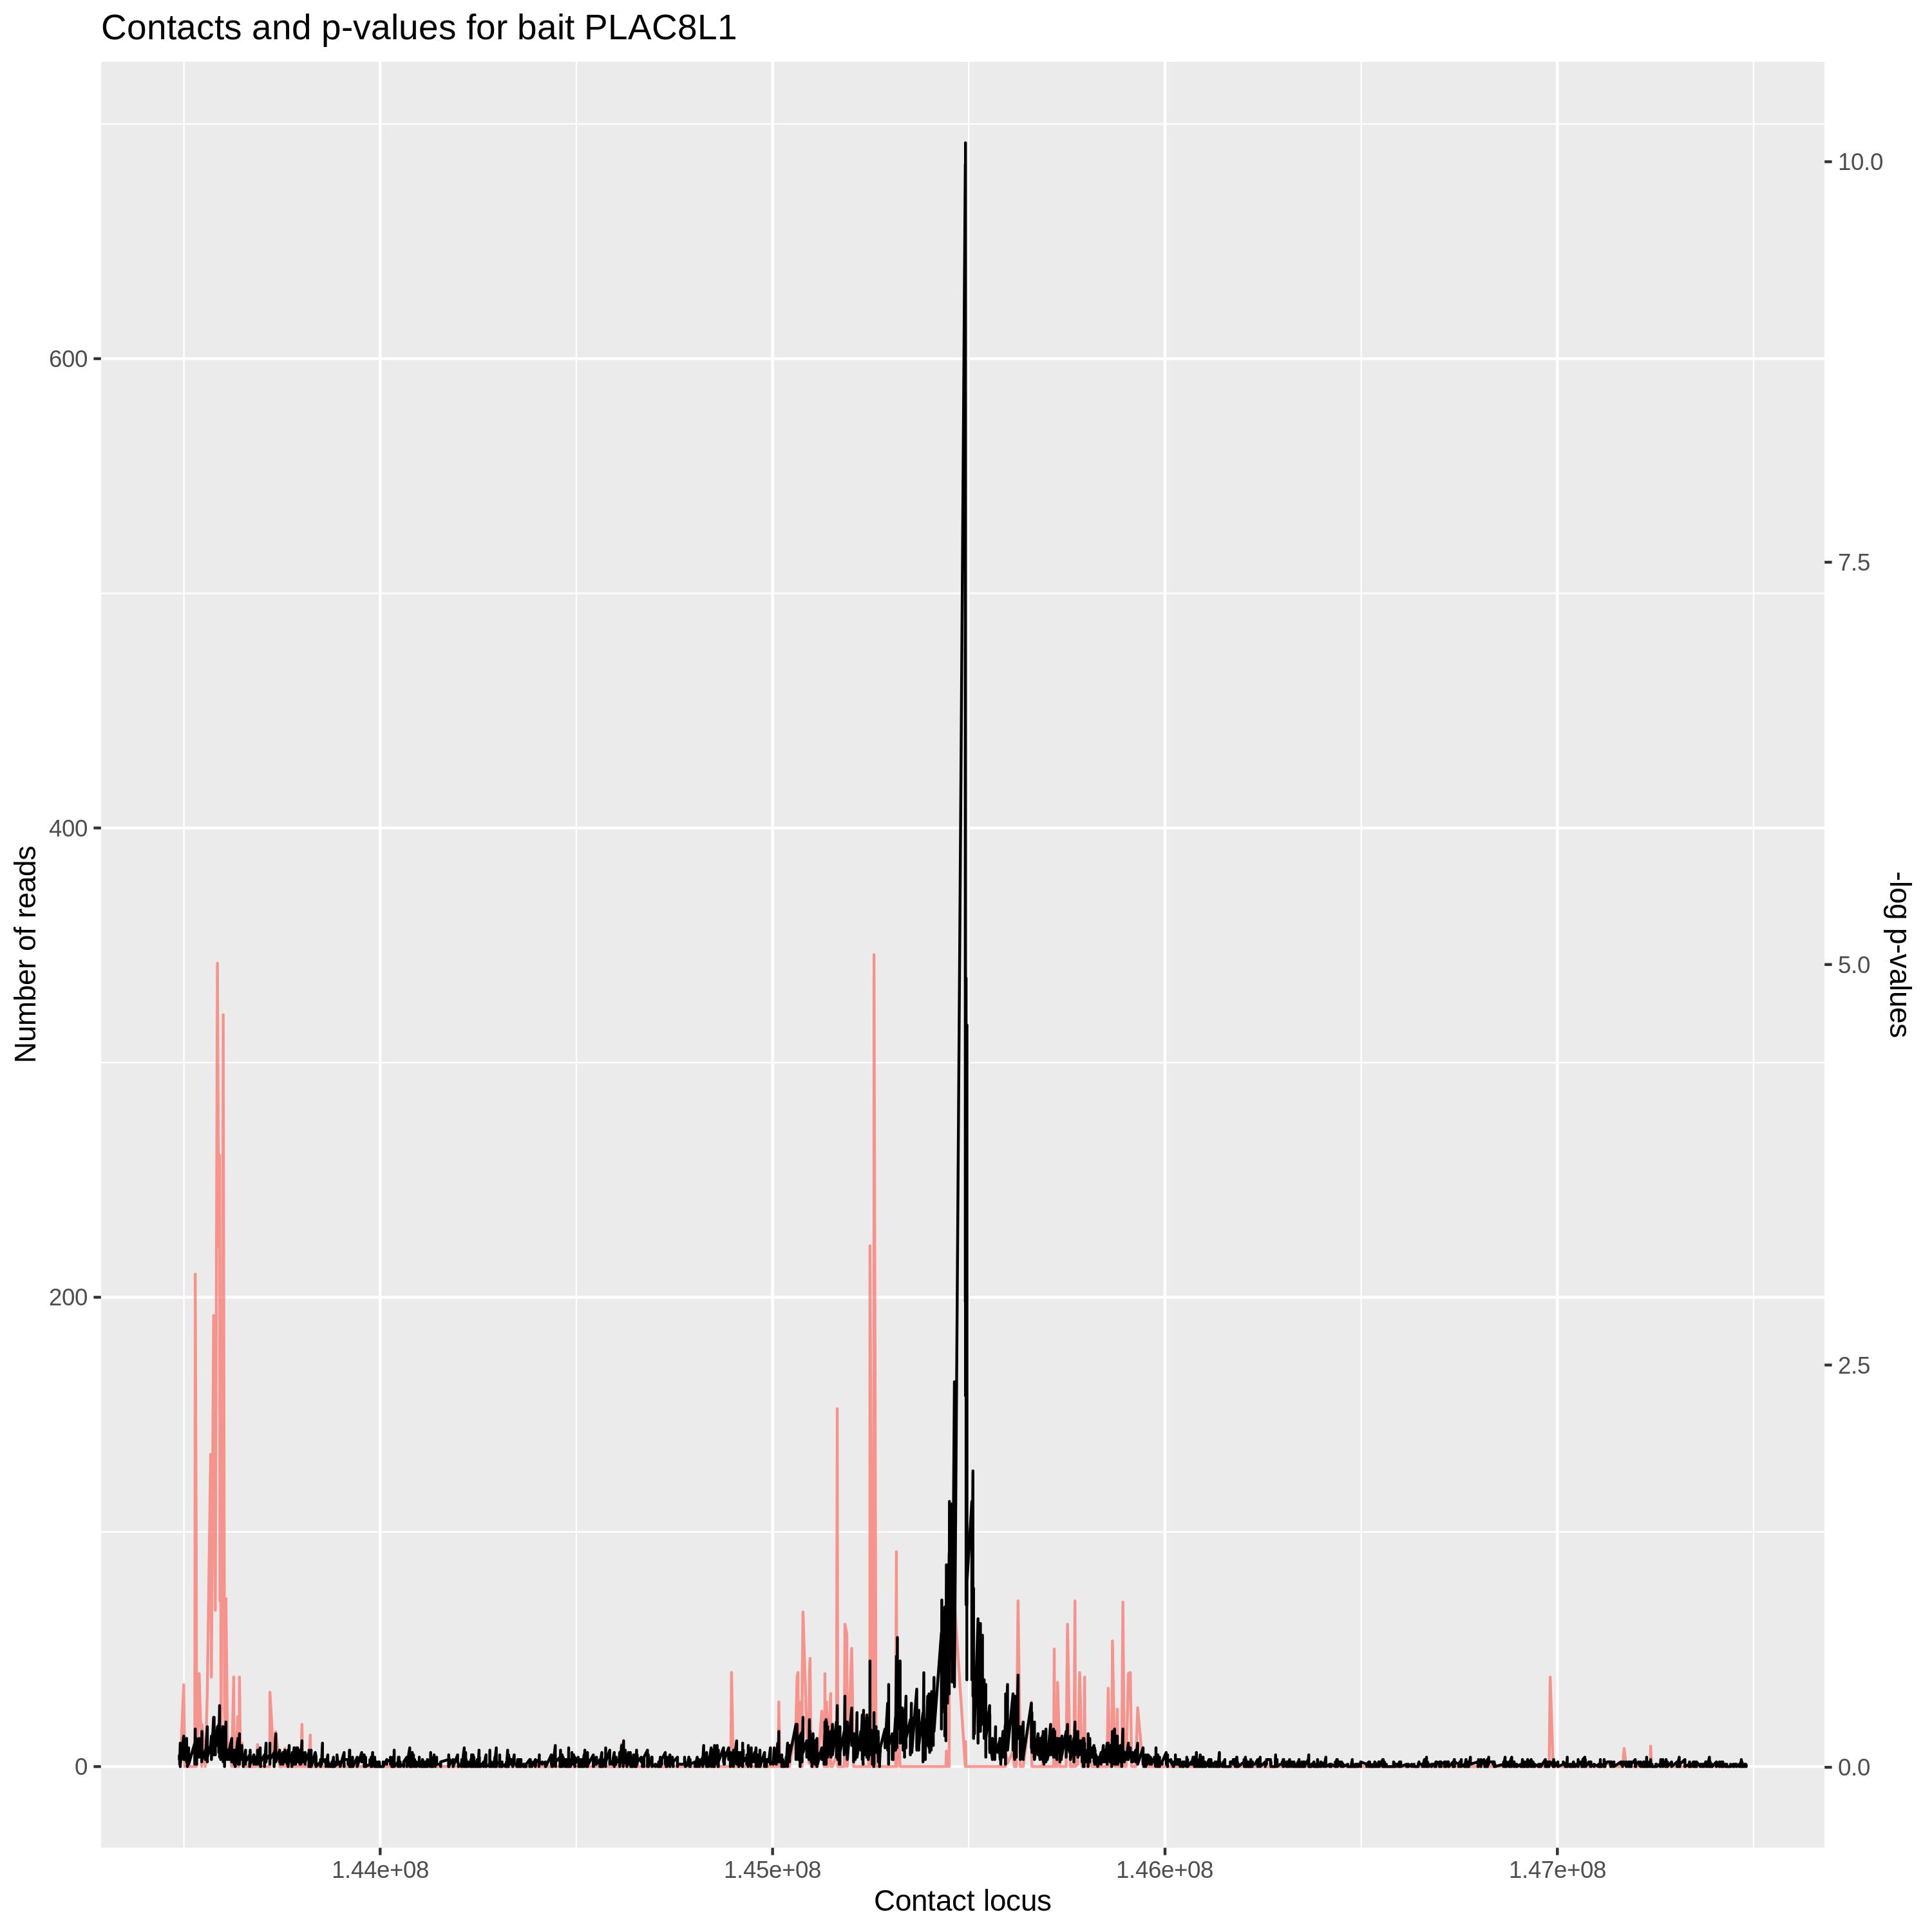 Contacts and p-values for bait PLAC8L1
Number of reads
600
400
200
0
10.0
7.5
5.0
2.5
0.0
-log p-values
1.44e+08
1.45e+08
1.46e+08
1.47e+08
Contact locus